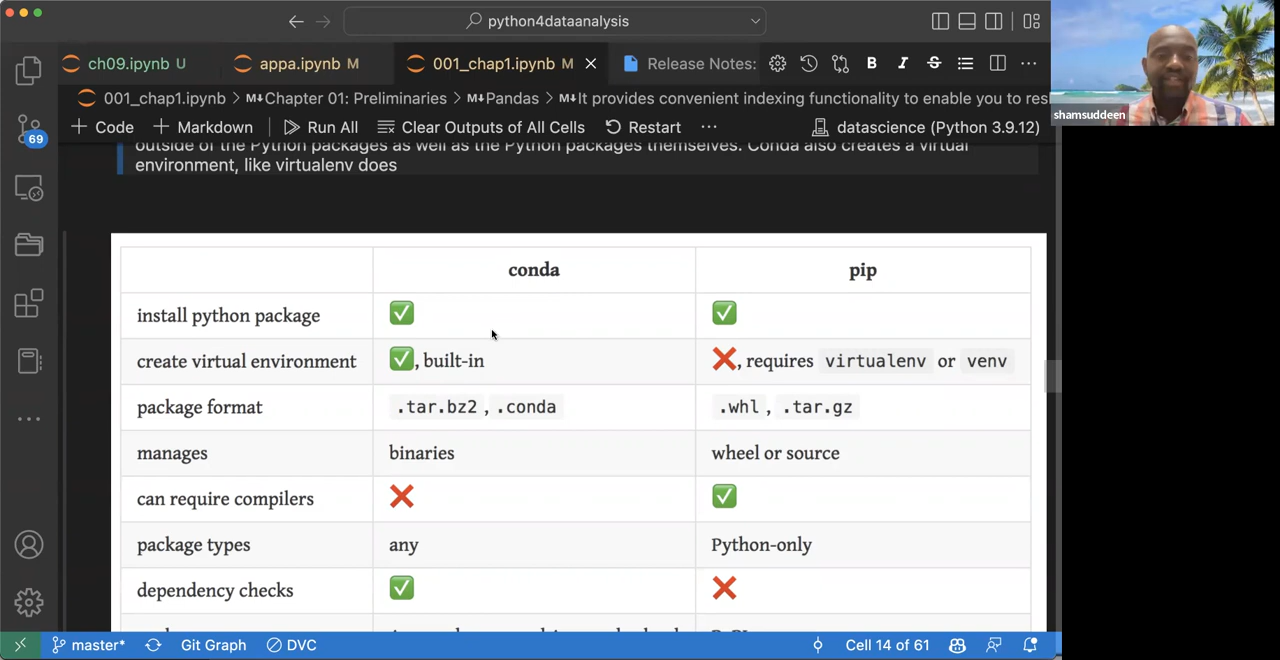 python4dataanalysis
ch09.ipynb U
appa.ipynb M
001_chap1.ipynb M
Release Notes:
001_chap1.ipynb > M↓Chapter 01: Preliminaries > M↓Pandas > M↓It provides convenient indexing functionality to enable you to res
+ Code + Markdown Run All Clear Outputs of All Cells Restart ... datascience (Python 3.9.12)
outside of the Python packages as well as the Python packages themselves. Conda also creates a virtual
environment, like virtualenv does
conda pip
install python package ✅ ✅
create virtual environment ✅, built-in ❌, requires virtualenv or venv
package format .tar.bz2 , .conda .whl , .tar.gz
manages binaries wheel or source
can require compilers ❌ ✅
package types any Python-only
dependency checks ✅ ❌
69
master* Git Graph DVC Cell 14 of 61
shamsuddeen